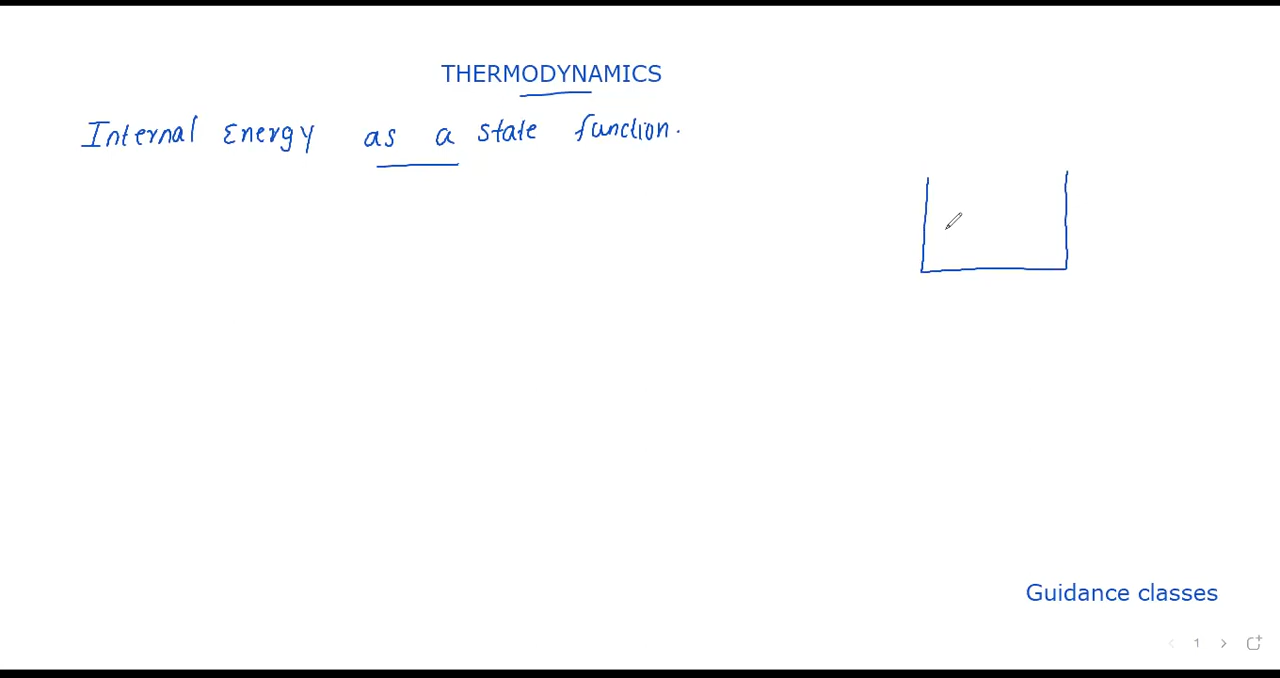 THERMODYNAMICS
Internal Energy as a state function.
Guidance classes
1